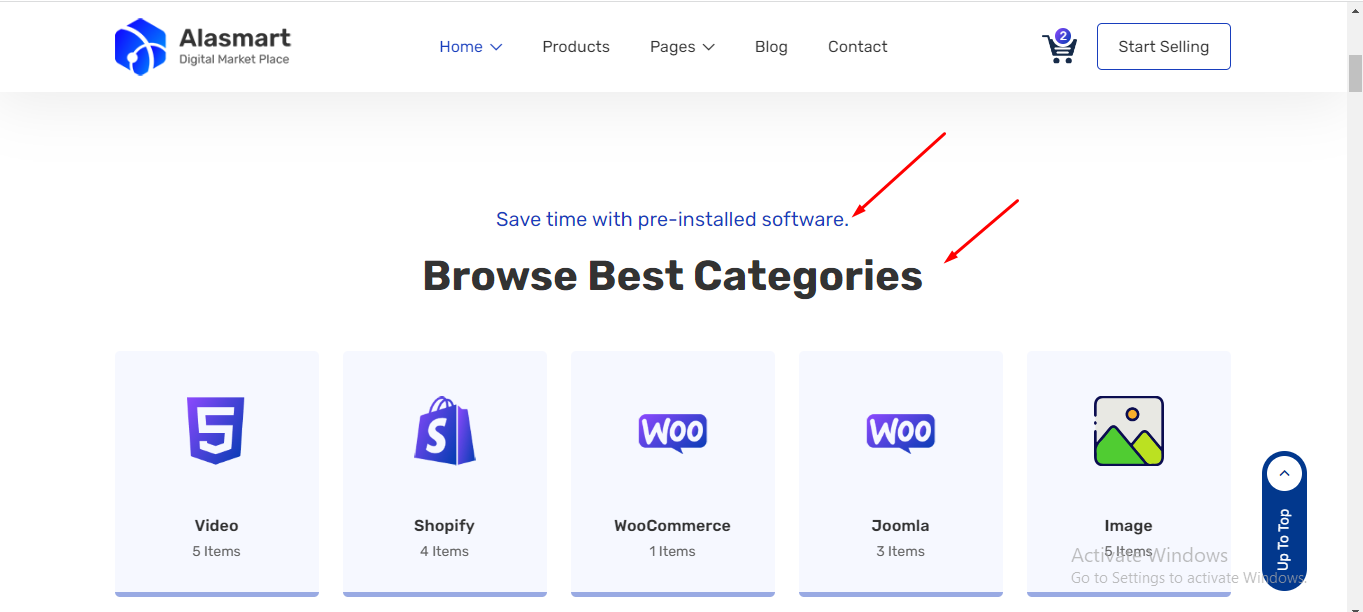 Alasmart
Digital Market Place
Home
Products
Pages
Blog
Contact
2
Start Selling
Save time with pre-installed software.
Browse Best Categories
5
S
WOO
WOO
Video
5 Items
Shopify
4 Items
WooCommerce
1 Items
Joomla
3 Items
Image
5 Items
Up To Top
Activate Windows
Go to Settings to activate Windows.